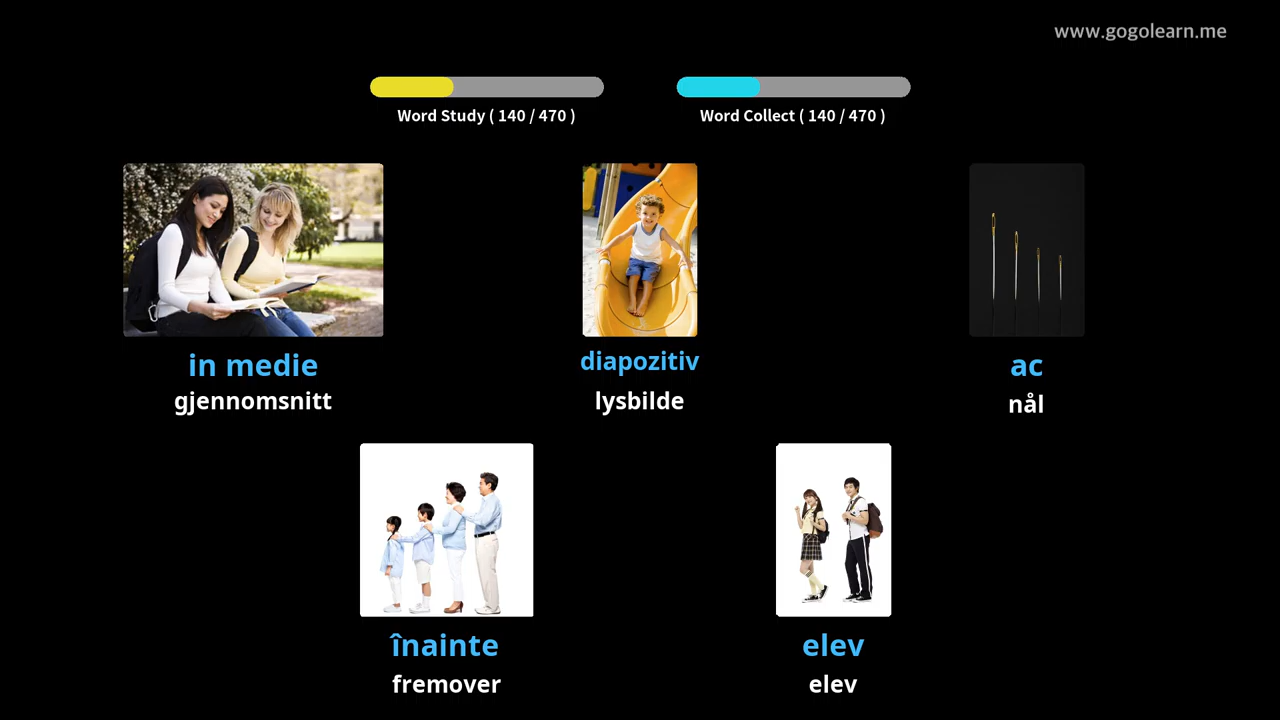 www.gogolearn.me
Word Study ( 140 / 470 )
Word Collect ( 140 / 470 )
in medie
gjennomsnitt
diapozitiv
lysbilde
ac
nål
înainte
fremover
elev
elev